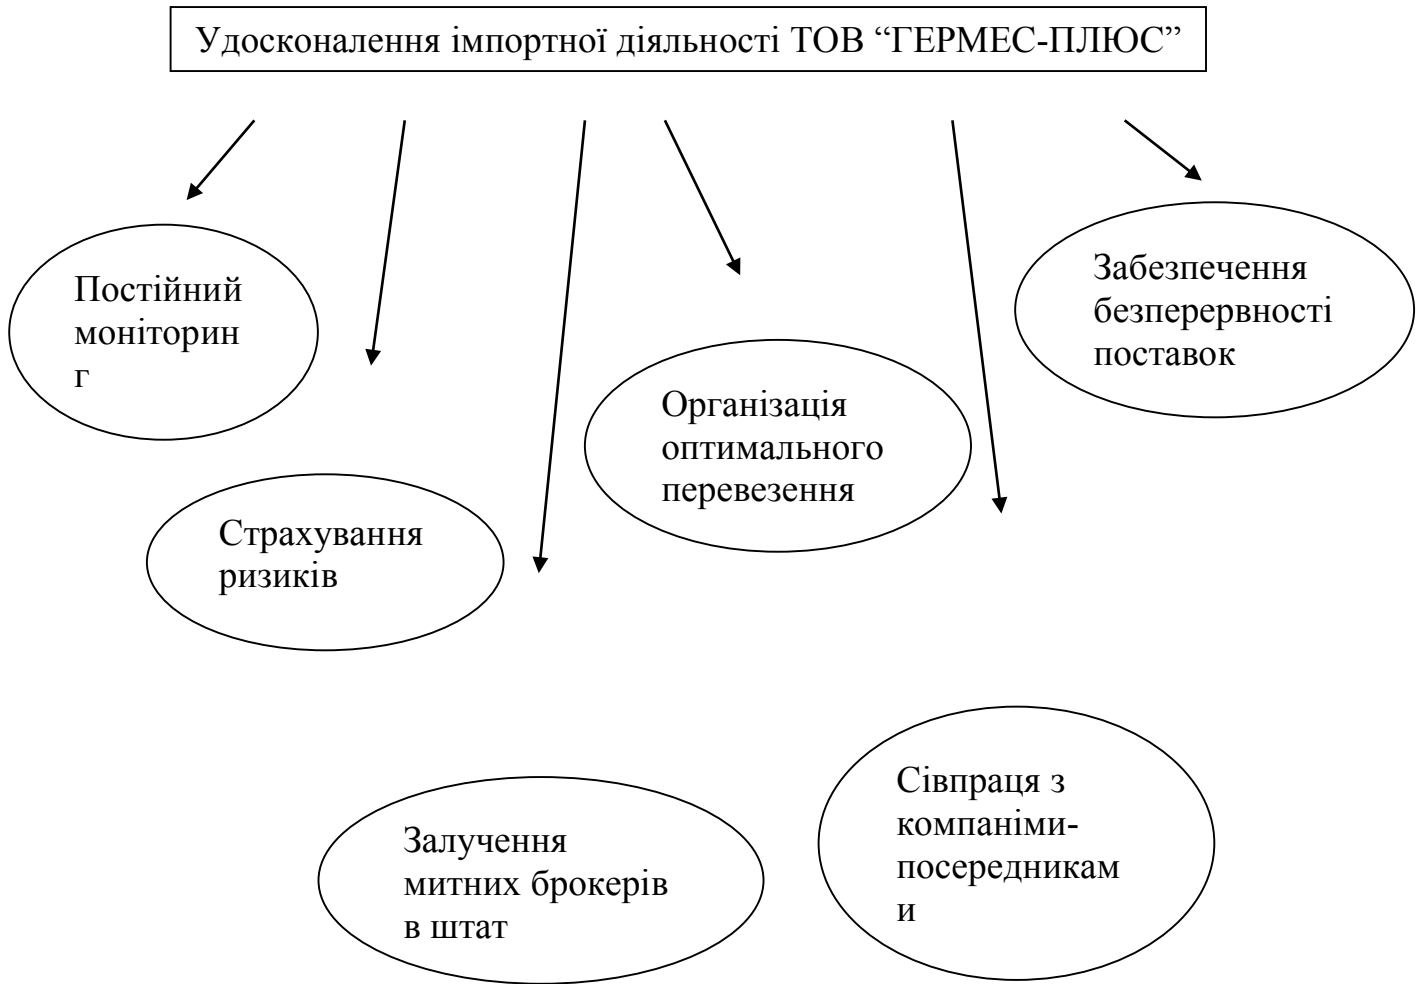 Удосконалення імпортної діяльності ТОВ “ГЕРМЕС-ПЛЮС”
Постійний
моніторин
г
Забезпечення
безперервності
поставок
Організація
оптимального
перевезення
Страхування
ризиків
Залучення
митних брокерів
в штат
Сівпраця з
компаніми-
посередникам
и